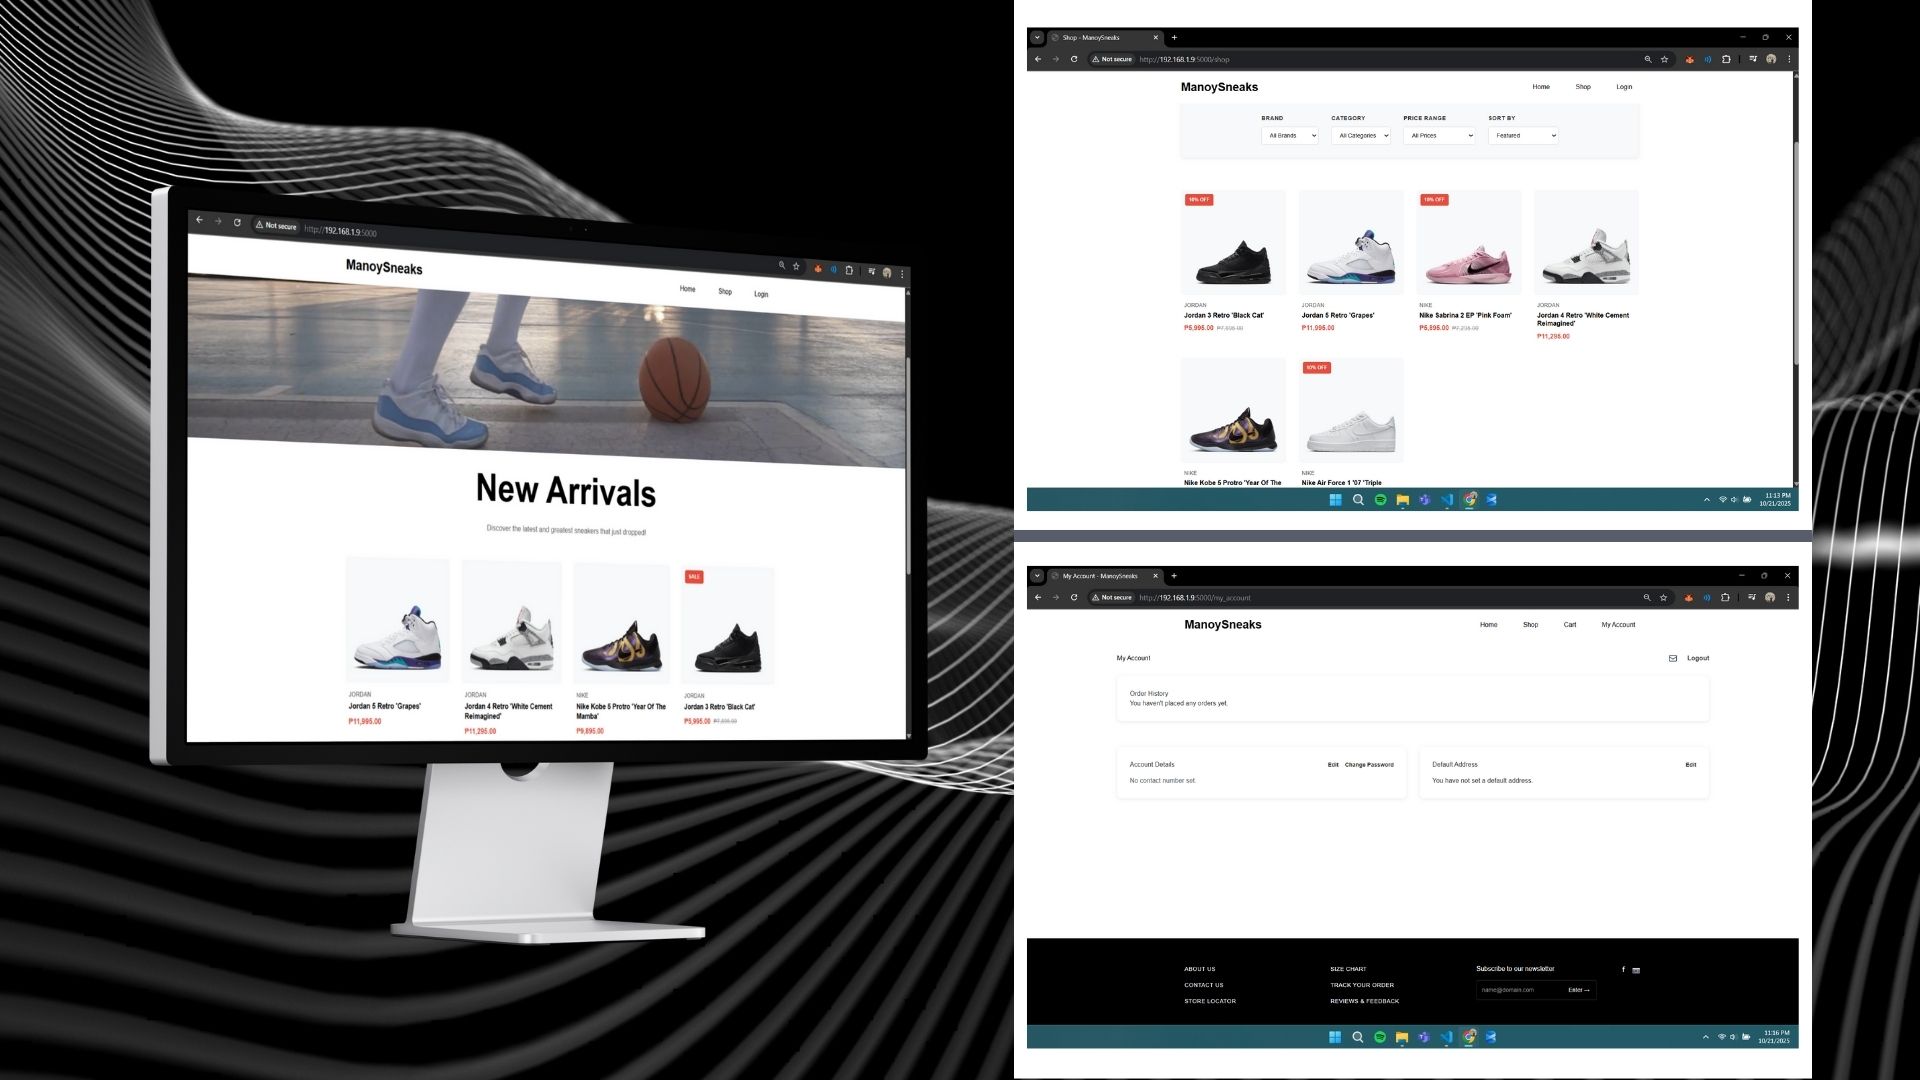 Not secure http://192.168.1.9:5000
ManoySneaks
Home Shop Login
New Arrivals
Discover the latest and greatest sneakers that just dropped!
SALE
JORDAN
Jordan 5 Retro 'Grapes'
₱11,995.00
JORDAN
Jordan 4 Retro 'White Cement
Reimagined'
₱11,295.00
NIKE
Nike Kobe 5 Protro 'Year Of The
Mamba'
₱9,895.00
JORDAN
Jordan 3 Retro 'Black Cat'
₱5,995.00
Shop - ManoySneaks
Not secure http://192.168.1.9:5000/shop
ManoySneaks
Home Shop Login
BRAND CATEGORY PRICE RANGE SORT BY
All Brands All Categories All Prices Featured
10% OFF
JORDAN
Jordan 3 Retro 'Black Cat'
₱5,995.00
JORDAN
Jordan 5 Retro 'Grapes'
₱11,995.00
10% OFF
NIKE
Nike Sabrina 2 EP 'Pink Foam'
₱5,895.00
JORDAN
Jordan 4 Retro 'White Cement
Reimagined'
₱11,295.00
NIKE
Nike Kobe 5 Protro 'Year Of The
10% OFF
NIKE
Nike Air Force 1 '07 'Triple
11:13 PM
10/21/2025
My Account - ManoySneaks
Not secure http://192.168.1.9:5000/my_account
ManoySneaks
Home Shop Cart My Account
My Account
Logout
Order History
You haven't placed any orders yet.
Account Details
Edit Change Password
No contact number set.
Default Address
Edit
You have not set a default address.
ABOUT US
CONTACT US
STORE LOCATOR
SIZE CHART
TRACK YOUR ORDER
REVIEWS & FEEDBACK
Subscribe to our newsletter
name@domain.com Enter →
11:16 PM
10/21/2025